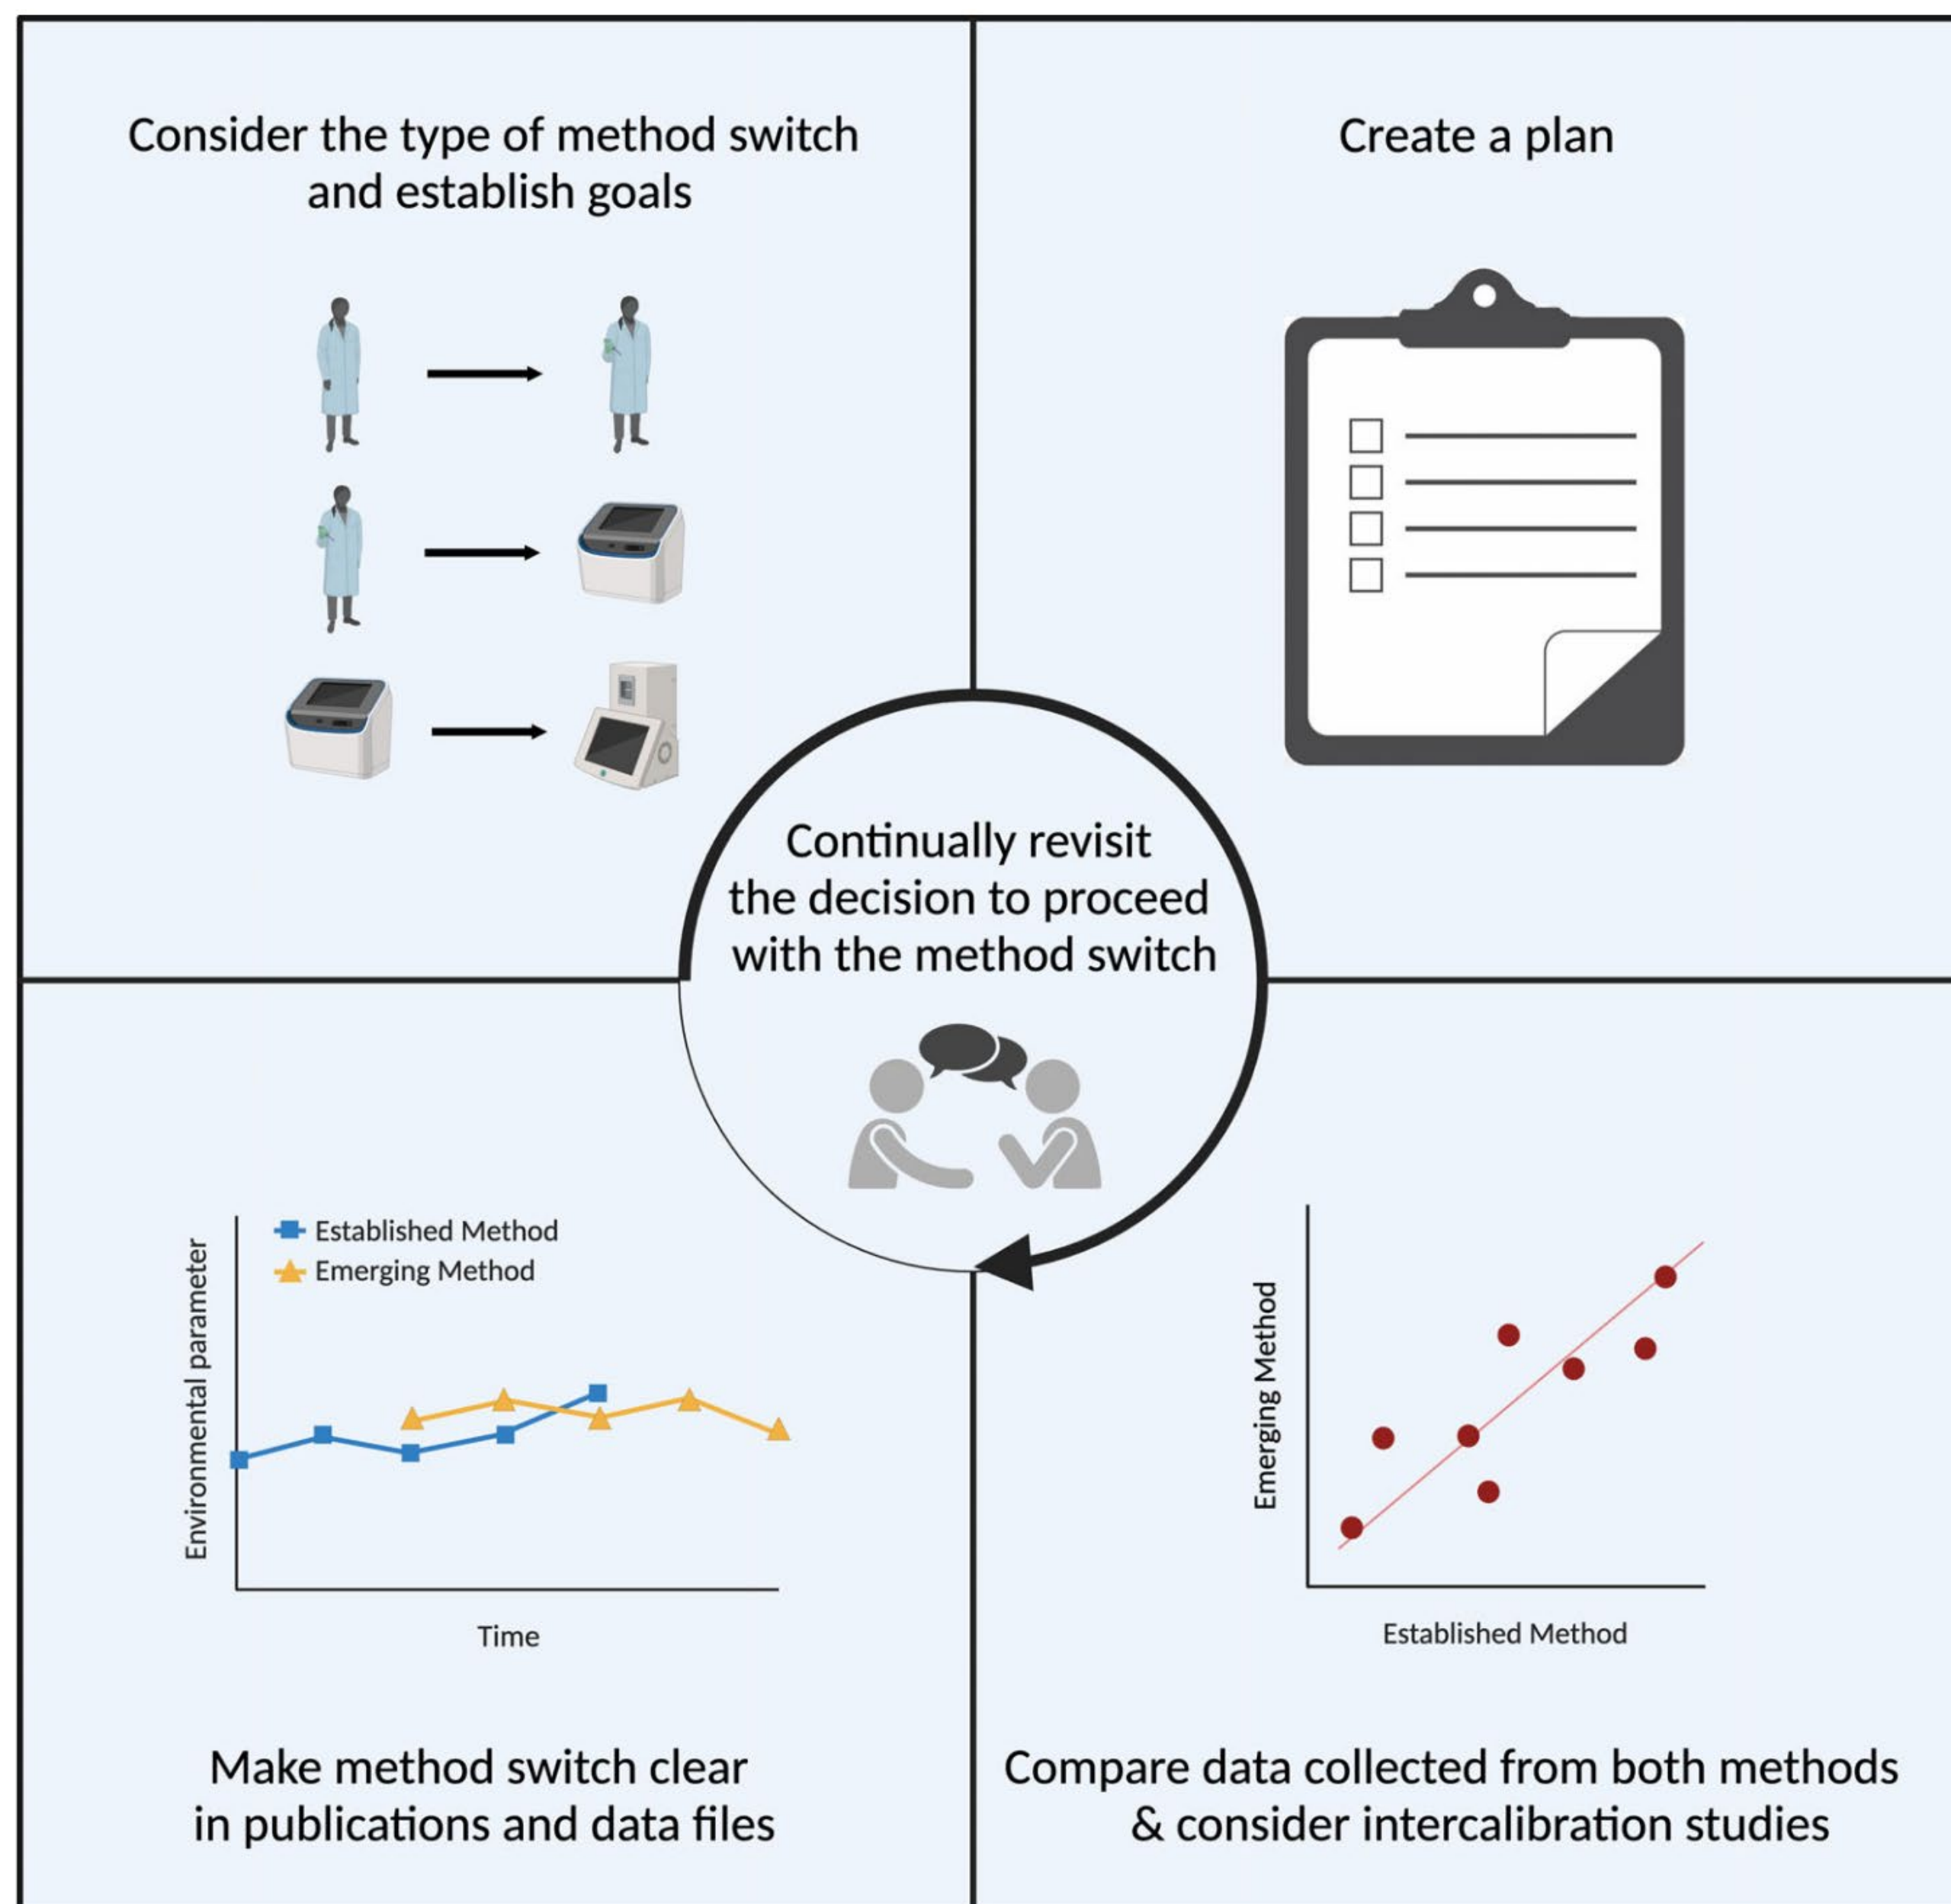 Consider the type of method switch
and establish goals
Create a plan
Continually revisit
the decision to proceed
with the method switch
Established Method
Emerging Method
Environmental parameter
Time
Make method switch clear
in publications and data files
Emerging Method
Established Method
Compare data collected from both methods
& consider intercalibration studies